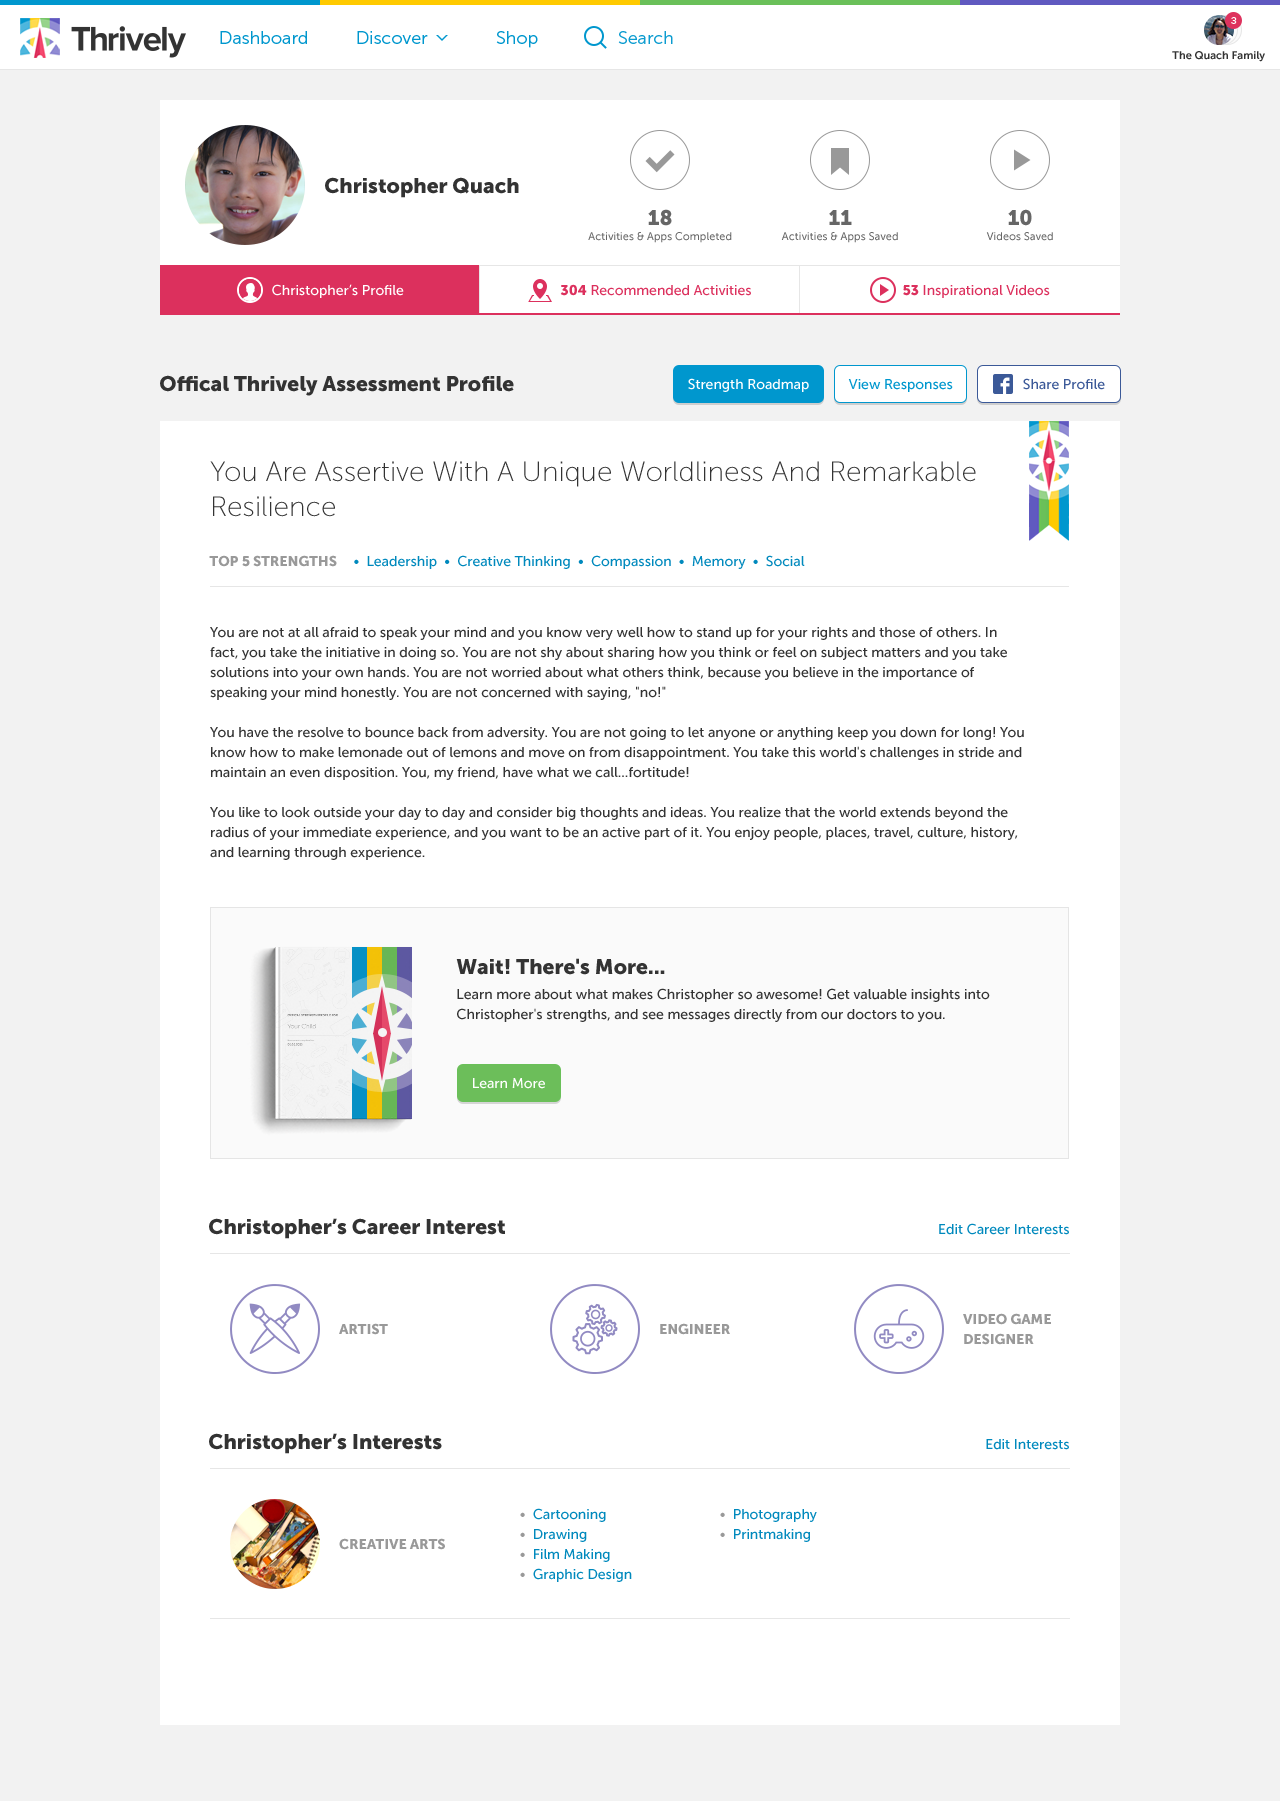 Thrively
Dashboard
Discover
Shop
Search
3
The Quach Family
Christopher Quach
18
Activities & Apps Completed
11
Activities & Apps Saved
10
Videos Saved
Christopher’s Profile
304 Recommended Activities
53 Inspirational Videos
Offical Thrively Assessment Profile
Strength Roadmap
View Responses
Share Profile
You Are Assertive With A Unique Worldliness And Remarkable
Resilience
TOP 5 STRENGTHS • Leadership • Creative Thinking • Compassion • Memory • Social
You are not at all afraid to speak your mind and you know very well how to stand up for your rights and those of others. In
fact, you take the initiative in doing so. You are not shy about sharing how you think or feel on subject matters and you take
solutions into your own hands. You are not worried about what others think, because you believe in the importance of
speaking your mind honestly. You are not concerned with saying, "no!"
You have the resolve to bounce back from adversity. You are not going to let anyone or anything keep you down for long! You
know how to make lemonade out of lemons and move on from disappointment. You take this world's challenges in stride and
maintain an even disposition. You, my friend, have what we call...fortitude!
You like to look outside your day to day and consider big thoughts and ideas. You realize that the world extends beyond the
radius of your immediate experience, and you want to be an active part of it. You enjoy people, places, travel, culture, history,
and learning through experience.
Your Child
Wait! There's More...
Learn more about what makes Christopher so awesome! Get valuable insights into
Christopher's strengths, and see messages directly from our doctors to you.
Learn More
Christopher’s Career Interest
Edit Career Interests
ARTIST
ENGINEER
VIDEO GAME
DESIGNER
Christopher’s Interests
Edit Interests
CREATIVE ARTS
• Cartooning
• Drawing
• Film Making
• Graphic Design
• Photography
• Printmaking